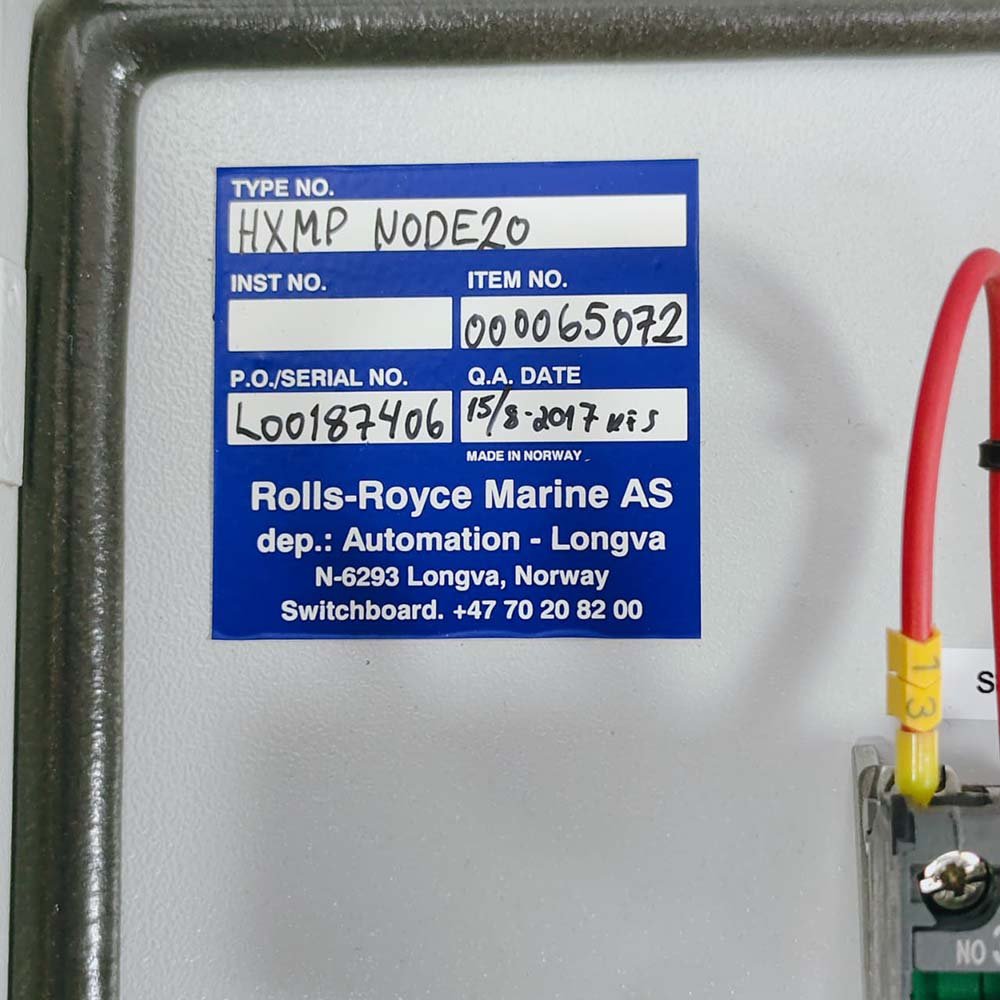 TYPE NO.
HXMP NODE20
INST NO.
ITEM NO.
000065072
P.O./SERIAL NO.
Q.A. DATE
L00187406
15/8-2017
MADE IN NORWAY
Rolls-Royce Marine AS
dep.: Automation - Longva
N-6293 Longva, Norway
Switchboard. +47 70 20 82 00
13
S
NO 3